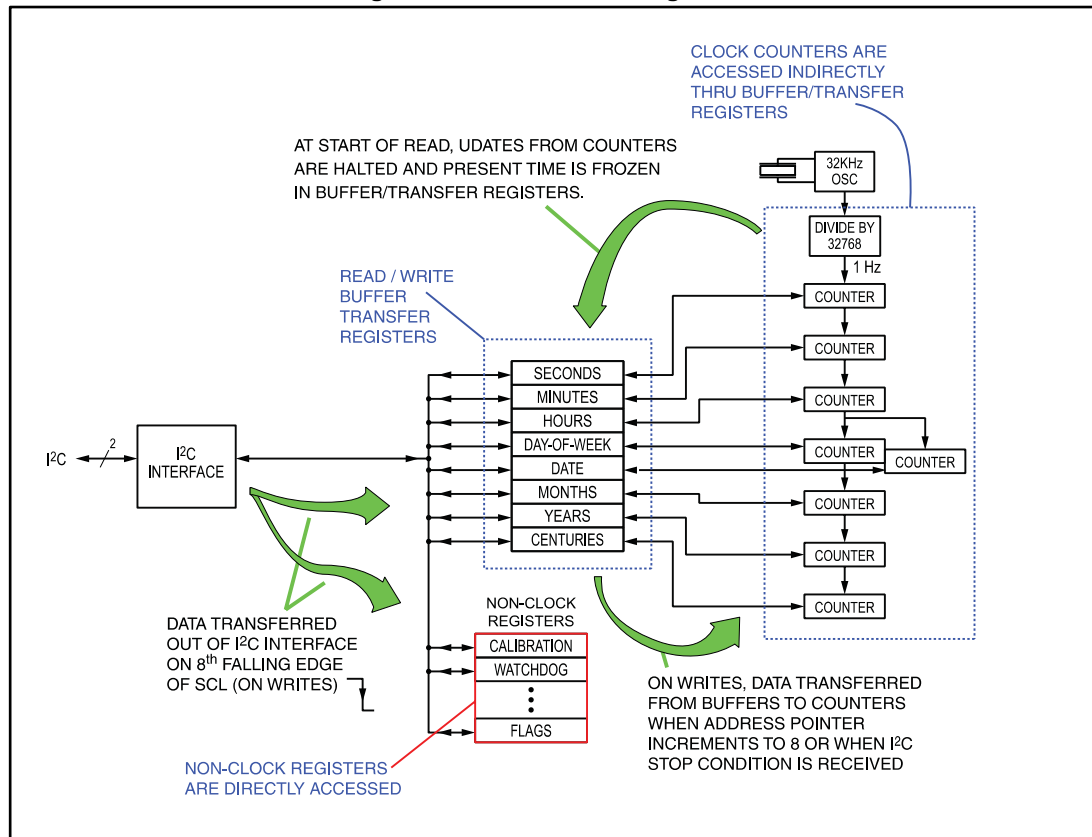 CLOCK COUNTERS ARE
ACCESSED INDIRECTLY
THRU BUFFER/TRANSFER
REGISTERS
AT START OF READ, UDATES FROM COUNTERS
ARE HALTED AND PRESENT TIME IS FROZEN
IN BUFFER/TRANSFER REGISTERS.
32KHz
OSC
DIVIDE BY
32768
1 Hz
READ / WRITE
BUFFER
TRANSFER
REGISTERS
COUNTER
COUNTER
COUNTER
COUNTER
COUNTER
COUNTER
COUNTER
COUNTER
SECONDS
MINUTES
HOURS
DAY-OF-WEEK
DATE
MONTHS
YEARS
CENTURIES
I²C
2
I²C
INTERFACE
DATA TRANSFERRED
OUT OF I²C INTERFACE
ON 8th FALLING EDGE
OF SCL (ON WRITES)
NON-CLOCK
REGISTERS
CALIBRATION
WATCHDOG
FLAGS
ON WRITES, DATA TRANSFERRED
FROM BUFFERS TO COUNTERS
WHEN ADDRESS POINTER
INCREMENTS TO 8 OR WHEN I²C
STOP CONDITION IS RECEIVED
NON-CLOCK REGISTERS
ARE DIRECTLY ACCESSED